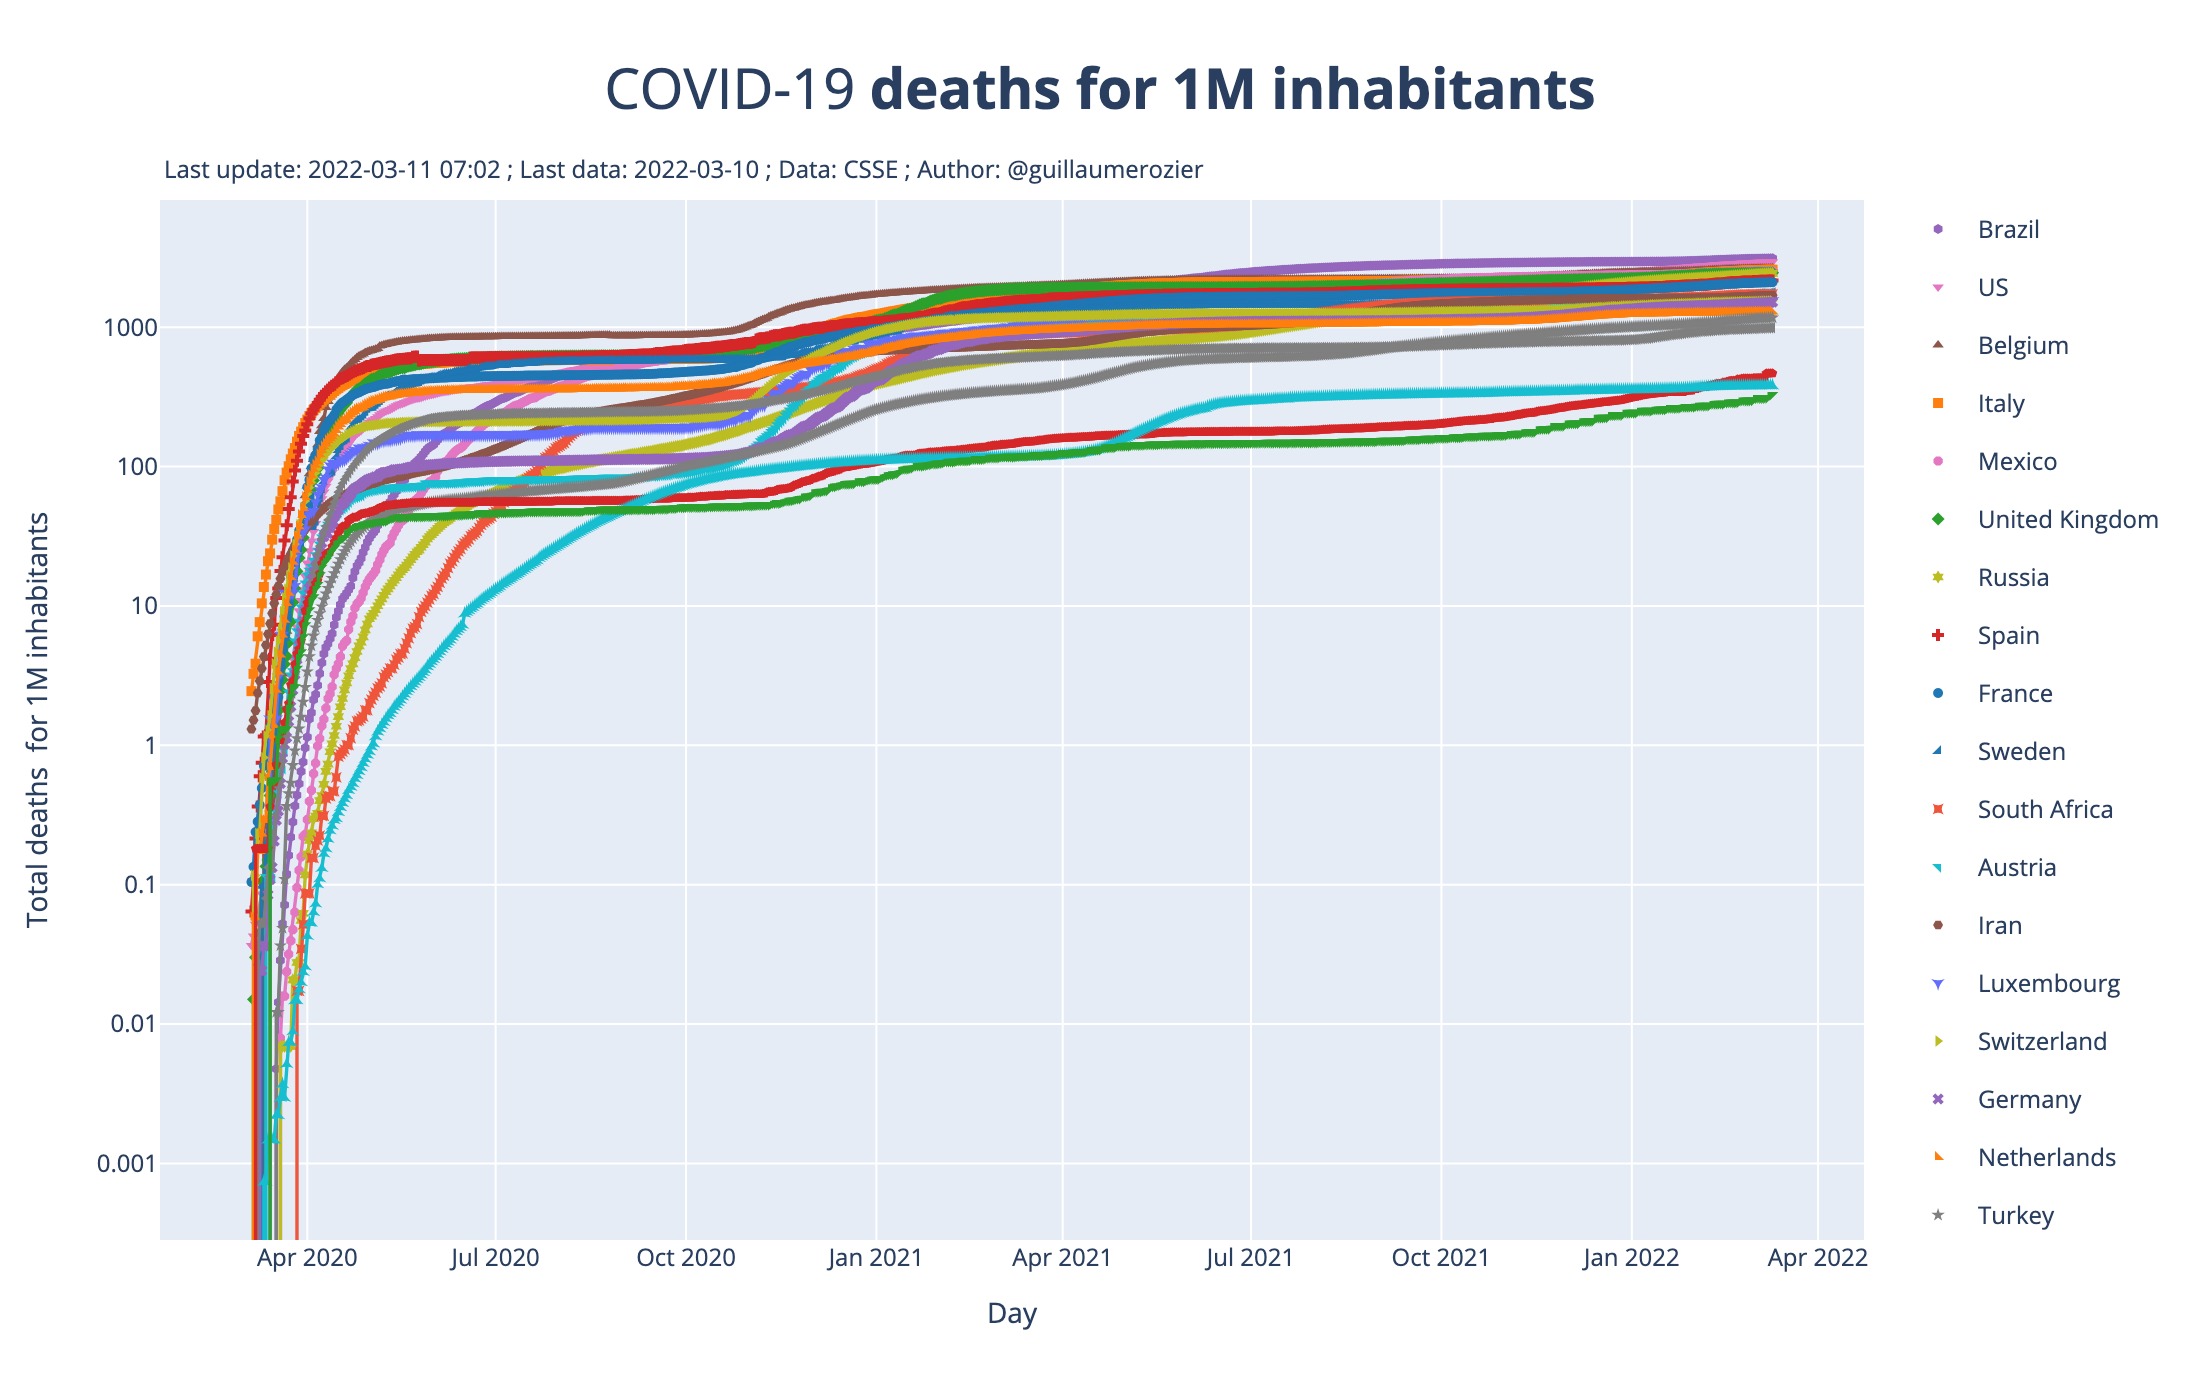 COVID-19 deaths for 1M inhabitants
Last update: 2022-03-11 07:02 ; Last data: 2022-03-10 ; Data: CSSE ; Author: @guillaumerozier
Total deaths for 1M inhabitants
1000
100
10
1
0.1
0.01
0.001
Apr 2020
Jul 2020
Oct 2020
Jan 2021
Apr 2021
Jul 2021
Oct 2021
Jan 2022
Apr 2022
Day
Brazil
US
Belgium
Italy
Mexico
United Kingdom
Russia
Spain
France
Sweden
South Africa
Austria
Iran
Luxembourg
Switzerland
Germany
Netherlands
Turkey